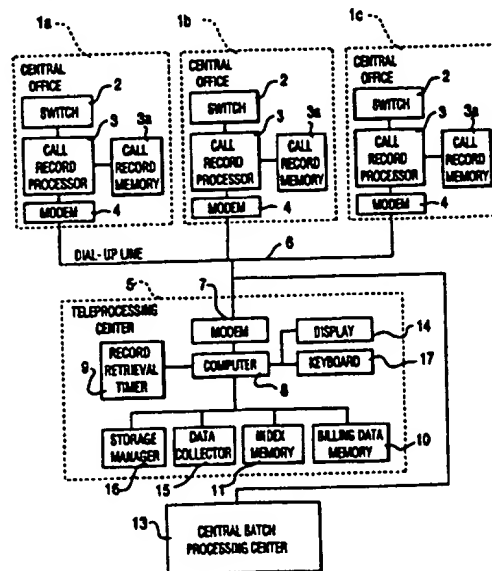 1a
1b
1c
CENTRAL
OFFICE
2
SWITCH
3
3a
CALL
RECORD
PROCESSOR
CALL
RECORD
MEMORY
MODEM
4
CENTRAL
OFFICE
2
SWITCH
3
3a
CALL
RECORD
PROCESSOR
CALL
RECORD
MEMORY
MODEM
4
CENTRAL
OFFICE
2
SWITCH
3
3a
CALL
RECORD
PROCESSOR
CALL
RECORD
MEMORY
MODEM
4
DIAL-UP LINE
6
5
7
TELEPROCESSING
CENTER
MODEM
DISPLAY
14
9
RECORD
RETRIEVAL
TIMER
COMPUTER
8
KEYBOARD
17
STORAGE
MANAGER
16
DATA
COLLECTOR
15
INDEX
MEMORY
11
BILLING DATA
MEMORY
10
13
CENTRAL BATCH
PROCESSING CENTER